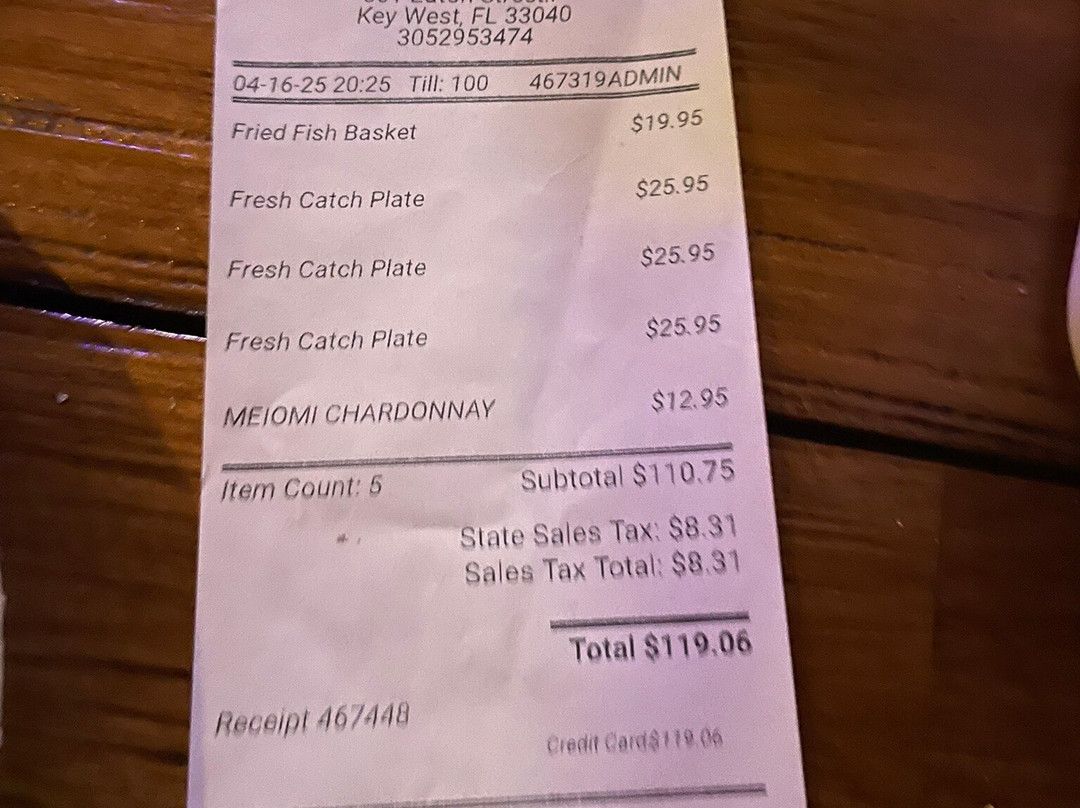 Key West, FL 33040
3052953474
04-16-25 20:25 Till: 100 467319ADMIN
Fried Fish Basket $19.95
Fresh Catch Plate $25.95
Fresh Catch Plate $25.95
Fresh Catch Plate $25.95
MEIOMI CHARDONNAY $12.95
Item Count: 5 Subtotal $110.75
State Sales Tax: $8.31
Sales Tax Total: $8.31
Total $119.06
Receipt 467448
Credit Card$119.06